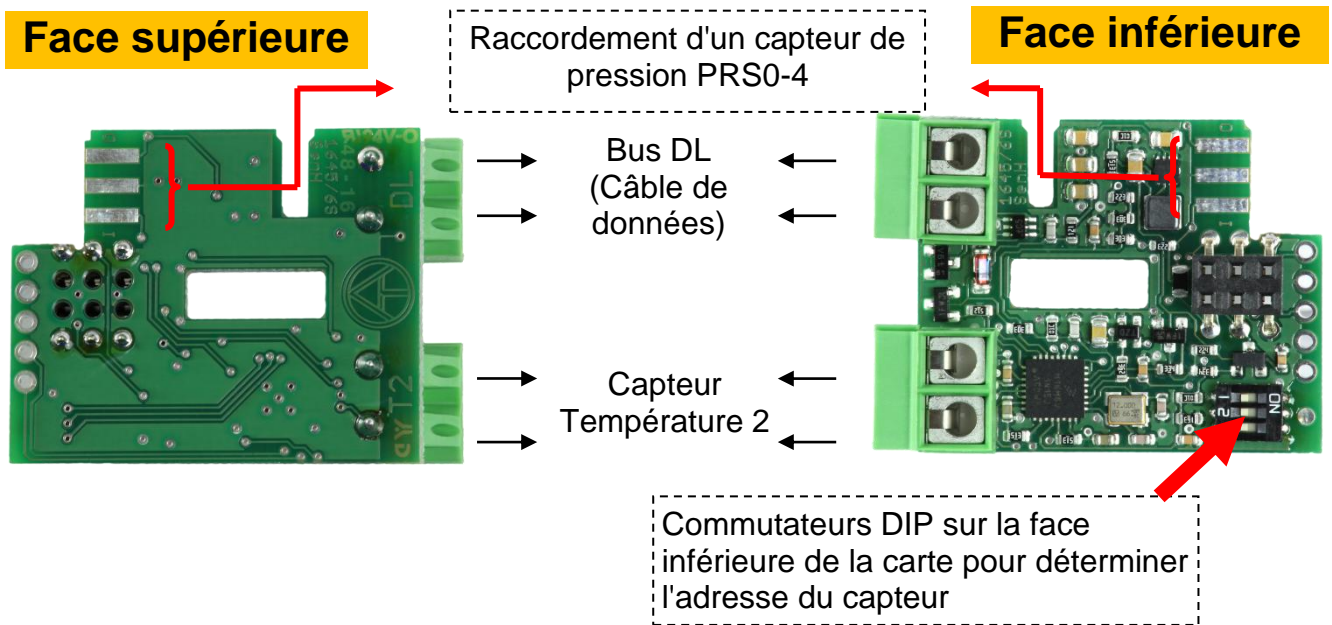 Face supérieure
Raccordement d'un capteur de
pression PRS0-4
Face inférieure
Bus DL
(Câble de
données)
Capteur
Température 2
Commutateurs DIP sur la face
inférieure de la carte pour déterminer
l'adresse du capteur
DL
T2
1645/6S
ON
1 2